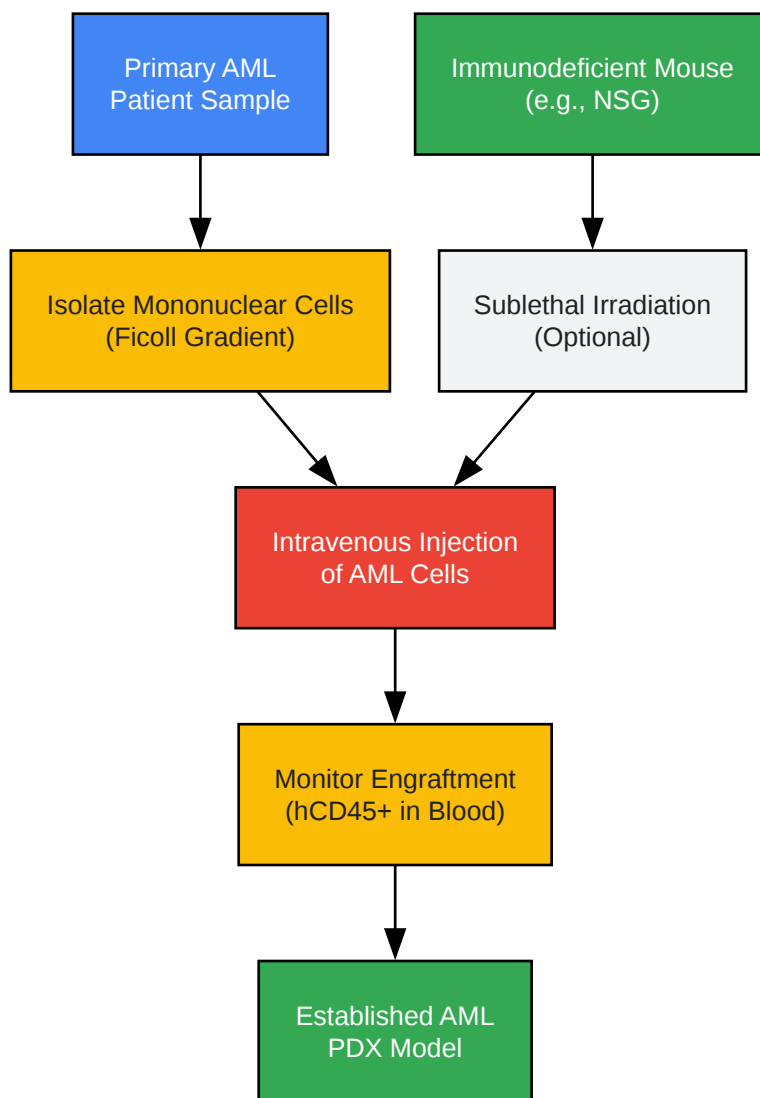 Primary AML
Patient Sample
Immunodeficient Mouse
(e.g., NSG)
Isolate Mononuclear Cells
(Ficoll Gradient)
Sublethal Irradiation
(Optional)
Intravenous Injection
of AML Cells
Monitor Engraftment
(hCD45+ in Blood)
Established AML
PDX Model